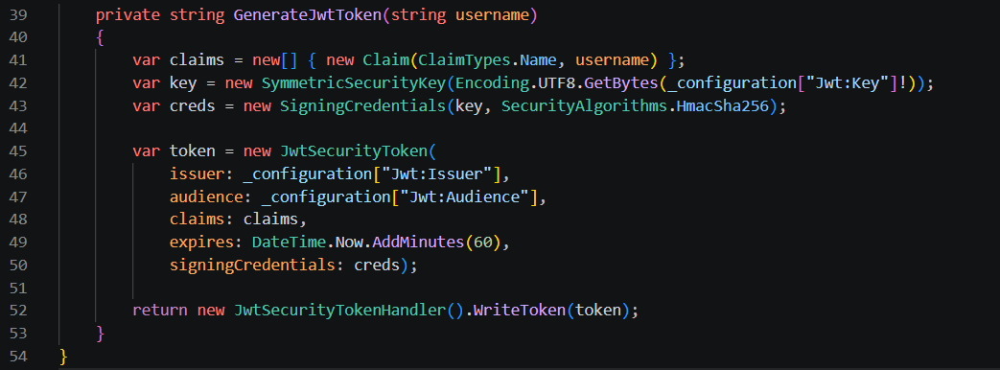 39 private string GenerateJwtToken(string username)
40 {
41 var claims = new[] { new Claim(ClaimTypes.Name, username) };
42 var key = new SymmetricSecurityKey(Encoding.UTF8.GetBytes(_configuration["Jwt:Key"]!));
43 var creds = new SigningCredentials(key, SecurityAlgorithms.HmacSha256);
44
45 var token = new JwtSecurityToken(
46 issuer: _configuration["Jwt:Issuer"],
47 audience: _configuration["Jwt:Audience"],
48 claims: claims,
49 expires: DateTime.Now.AddMinutes(60),
50 signingCredentials: creds);
51
52 return new JwtSecurityTokenHandler().WriteToken(token);
53 }
54 }